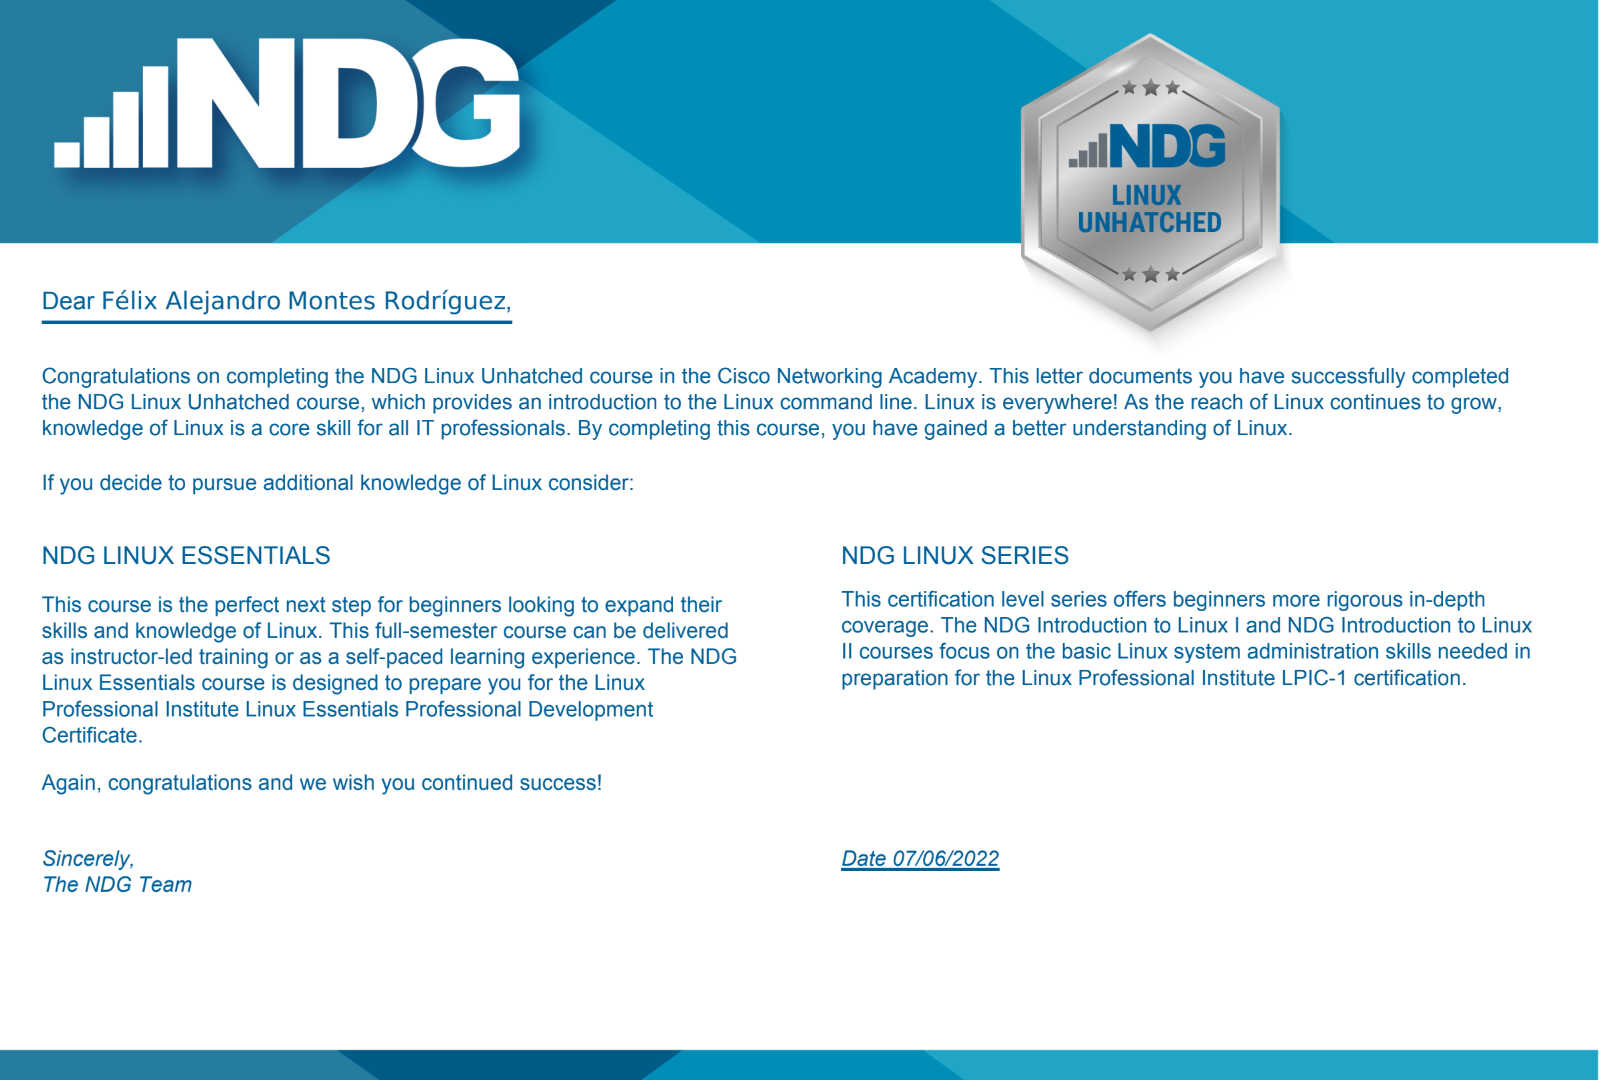 NDG
NDG
LINUX
UNHATCHED
Dear Félix Alejandro Montes Rodríguez,
Congratulations on completing the NDG Linux Unhatched course in the Cisco Networking Academy. This letter documents you have successfully completed
the NDG Linux Unhatched course, which provides an introduction to the Linux command line. Linux is everywhere! As the reach of Linux continues to grow,
knowledge of Linux is a core skill for all IT professionals. By completing this course, you have gained a better understanding of Linux.
If you decide to pursue additional knowledge of Linux consider:
NDG LINUX ESSENTIALS
This course is the perfect next step for beginners looking to expand their
skills and knowledge of Linux. This full-semester course can be delivered
as instructor-led training or as a self-paced learning experience. The NDG
Linux Essentials course is designed to prepare you for the Linux
Professional Institute Linux Essentials Professional Development
Certificate.
Again, congratulations and we wish you continued success!
NDG LINUX SERIES
This certification level series offers beginners more rigorous in-depth
coverage. The NDG Introduction to Linux I and NDG Introduction to Linux
II courses focus on the basic Linux system administration skills needed in
preparation for the Linux Professional Institute LPIC-1 certification.
Sincerely,
The NDG Team
Date 07/06/2022